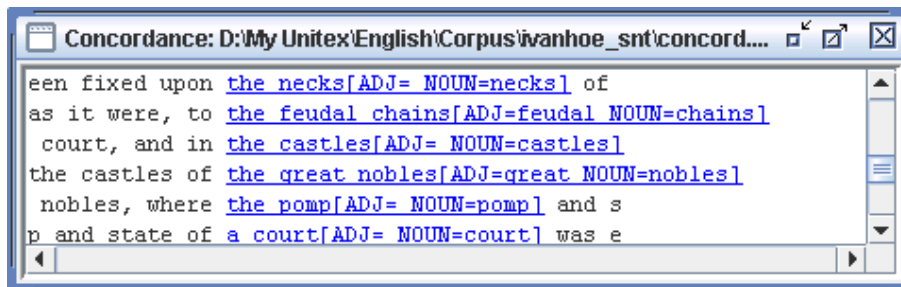 Concordance: D:\My Unitex\English\Corpus\ivanhoe_snt\concord....
een fixed upon the necks[ADJ= NOUN=necks] of
as it were, to the feudal chains[ADJ=feudal NOUN=chains]
court, and in the castles[ADJ= NOUN=castles]
the castles of the great nobles[ADJ=great NOUN=nobles]
nobles, where the pomp[ADJ= NOUN=pomp] and s
p and state of a court[ADJ= NOUN=court] was e